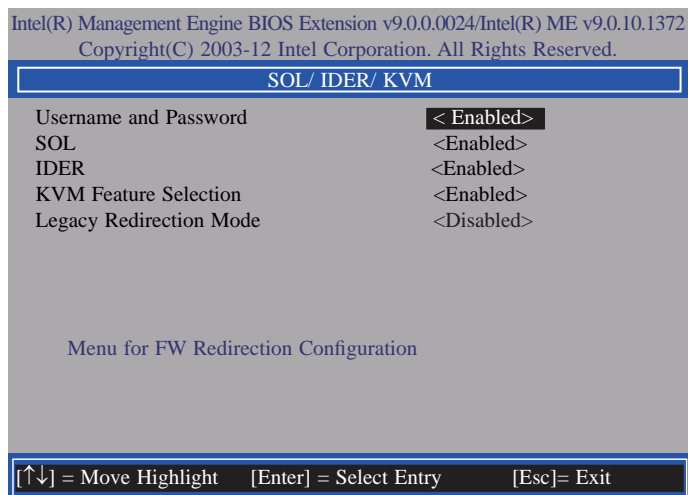 Intel(R) Management Engine BIOS Extension v9.0.0.0024/Intel(R) ME v9.0.10.1372
Copyright(C) 2003-12 Intel Corporation. All Rights Reserved.
SOL/ IDER/ KVM
Username and Password < Enabled>
SOL <Enabled>
IDER <Enabled>
KVM Feature Selection <Enabled>
Legacy Redirection Mode <Disabled>
Menu for FW Redirection Configuration
[↑↓] = Move Highlight [Enter] = Select Entry [Esc]= Exit